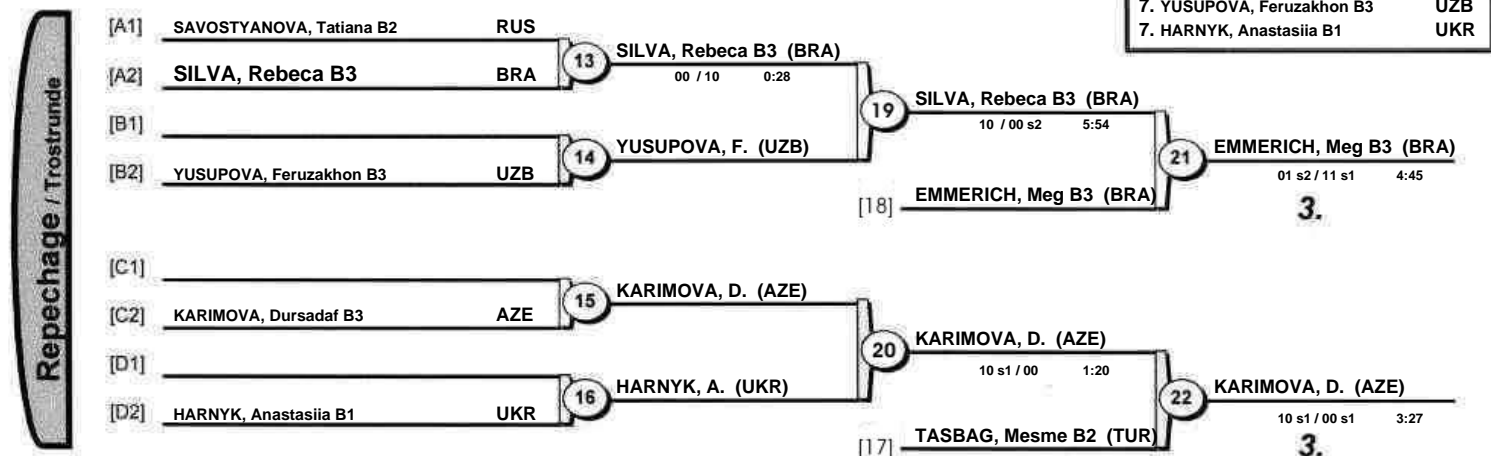 7. YUSUPOVA, Feruzakhon B3 UZB
7. HARNYK, Anastasiia B1 UKR
Repechage / Trostrunde
[A1] SAVOSTYANOVA, Tatiana B2 RUS
13 SILVA, Rebeca B3 (BRA)
[A2] SILVA, Rebeca B3 BRA
00 / 10 0:28
19 SILVA, Rebeca B3 (BRA)
10 / 00 s2 5:54
[B1]
14 YUSUPOVA, F. (UZB)
[B2] YUSUPOVA, Feruzakhon B3 UZB
21 EMMERICH, Meg B3 (BRA)
01 s2 / 11 s1 4:45
[18] EMMERICH, Meg B3 (BRA)
3.
[C1]
15 KARIMOVA, D. (AZE)
[C2] KARIMOVA, Dursadaf B3 AZE
20 KARIMOVA, D. (AZE)
10 s1 / 00 1:20
[D1]
16 HARNYK, A. (UKR)
[D2] HARNYK, Anastasiia B1 UKR
22 KARIMOVA, D. (AZE)
10 s1 / 00 s1 3:27
[17] TASBAG, Mesme B2 (TUR)
3.